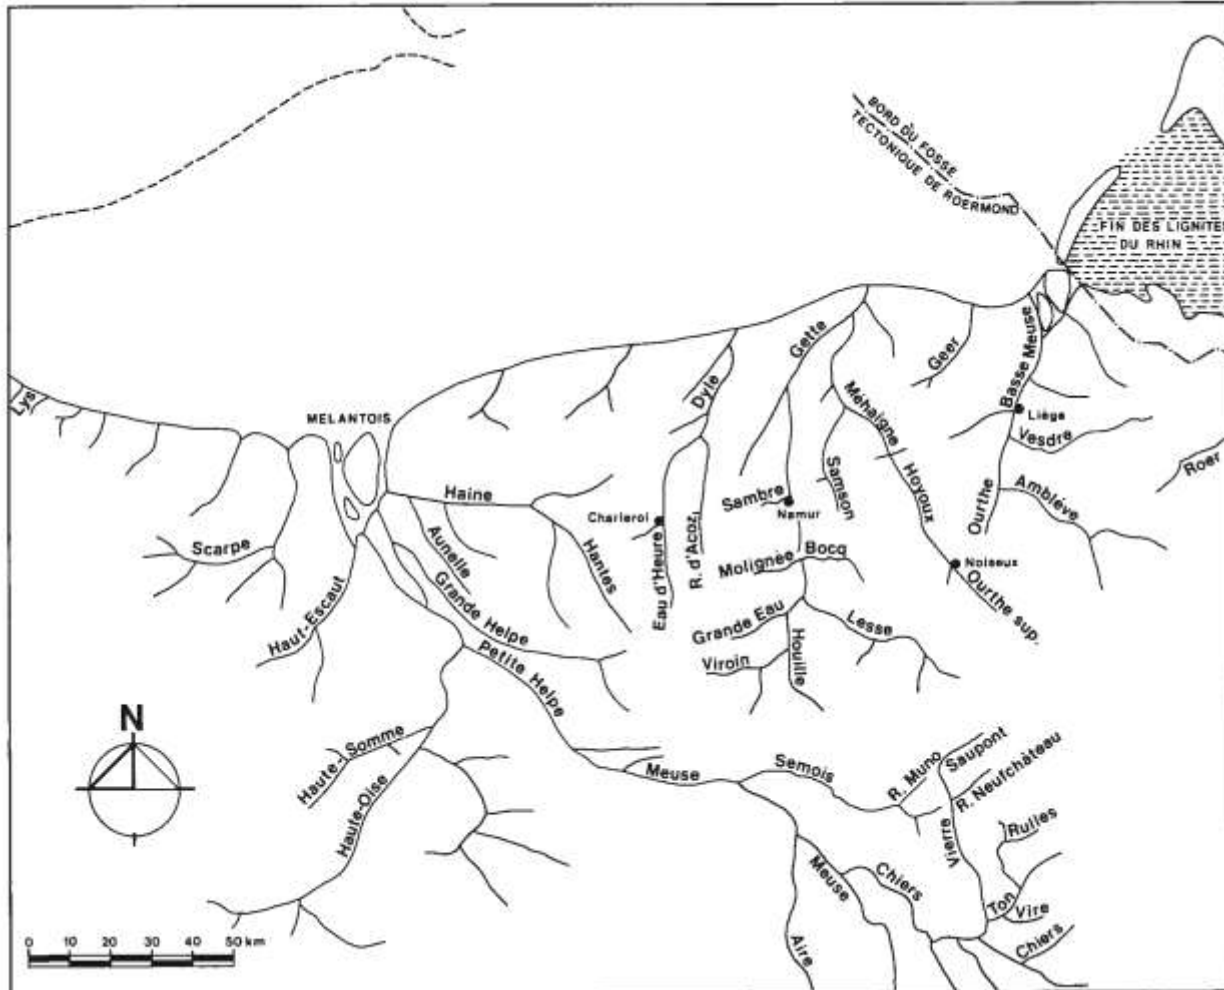 BORD DU FOSSE
TECTONIQUE DE ROERMOND
FIN DES LIGNITES
DU RHIN
Lys
MELANTOIS
Gette
Dyle
Geer
Basse Meuse
Liège
Vesdre
Roer
Méhaigne
Hoyoux
Samson
Ourthe
Amblève
Haine
Sambre
Namur
Charleroi
Scarpe
Aunelle
Hantes
Eau d'Heure
R. d'Acoz
Molignée
Bocq
Noiseux
Ourthe sup.
Haut-Escaut
Grande Helpe
Petite Helpe
Grande Eau
Lesse
Viroin
Houille
N
Haute-Somme
Haute-Oise
Meuse
Semois
R. Muno
Saupont
R. Neufchâteau
Vierre
Rulles
Meuse
Chiers
Ton
Vire
Chiers
Aire
0 10 20 30 40 50 km